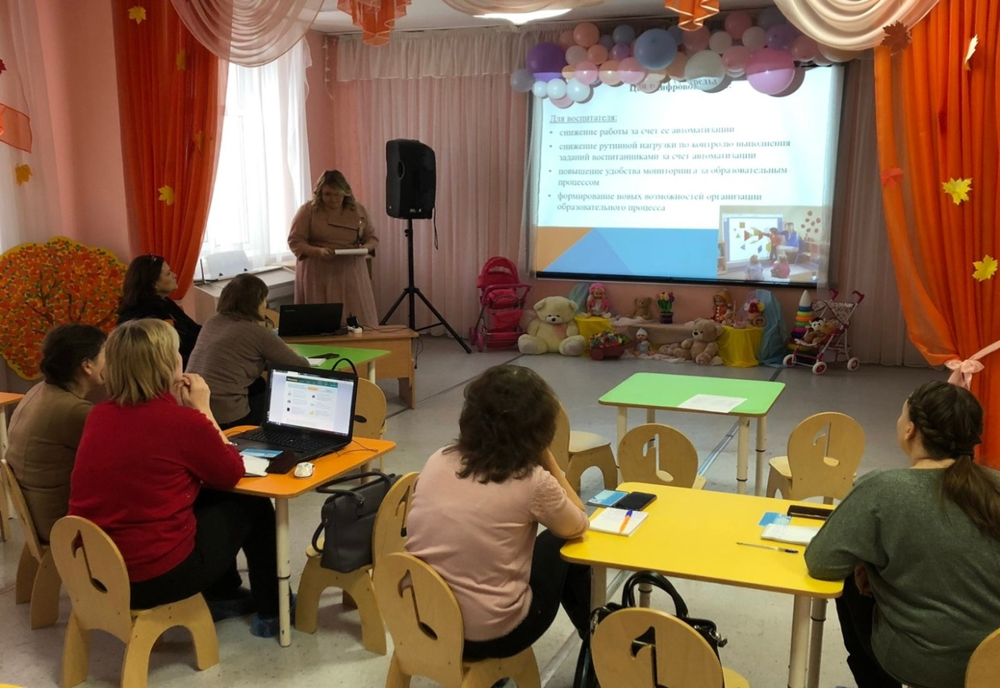 Для воспитателя:
• снижение работы за счет ее автоматизации
• снижение рутинной нагрузки по контролю выполнения
заданий воспитанниками за счет автоматизации
• повышение удобства мониторинга за образовательным
процессом
• формирование новых возможностей организации
образовательного процесса